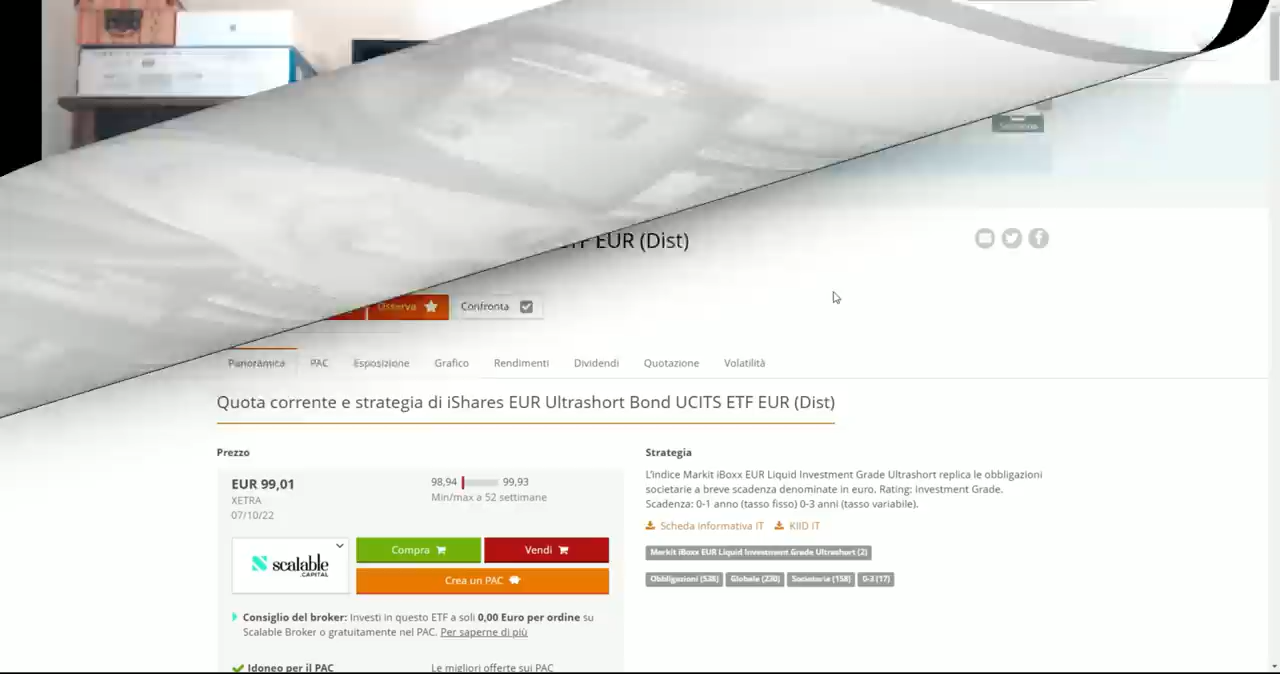 ETF EUR (Dist)
Osserva
Confronta
Panoramica PAC Esposizione Grafico Rendimenti Dividendi Quotazione Volatilità
Quota corrente e strategia di iShares EUR Ultrashort Bond UCITS ETF EUR (Dist)
Prezzo
EUR 99,01
XETRA
07/10/22
98,94 99,93
Min/max a 52 settimane
scalable
CAPITAL
Compra
Vendi
Crea un PAC
Consiglio del broker: Investi in questo ETF a soli 0,00 Euro per ordine su
Scalable Broker o gratuitamente nel PAC. Per saperne di più
Idoneo per il PAC
Le migliori offerte sui PAC
Strategia
L'indice Markit iBoxx EUR Liquid Investment Grade Ultrashort replica le obbligazioni
societarie a breve scadenza denominate in euro. Rating: Investment Grade.
Scadenza: 0-1 anno (tasso fisso) 0-3 anni (tasso variabile).
Scheda informativa IT KIID IT
Markit iBoxx EUR Liquid Investment Grade Ultrashort (2)
Obbligazioni (538) Globale (230) Societarie (158) 0-3 (17)